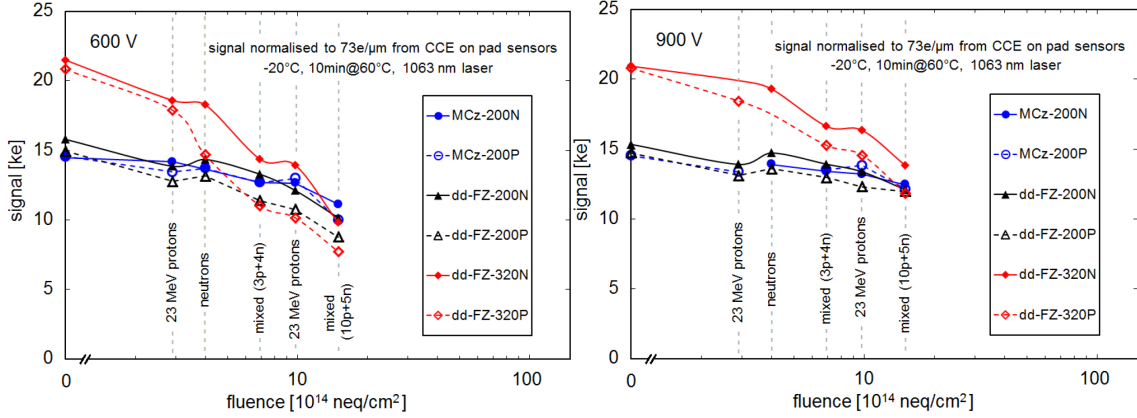 600 V
signal normalised to 73e/µm from CCE on pad sensors
-20°C, 10min@60°C, 1063 nm laser
signal [ke]
25
20
15
10
5
0
MCz-200N
MCz-200P
dd-FZ-200N
dd-FZ-200P
dd-FZ-320N
dd-FZ-320P
23 MeV protons
neutrons
mixed (3p+4n)
23 MeV protons
mixed
(10p+5n)
0
10
100
fluence [10¹⁴ neq/cm²]
900 V
signal normalised to 73e/µm from CCE on pad sensors
-20°C, 10min@60°C, 1063 nm laser
signal [ke]
25
20
15
10
5
0
MCz-200N
MCz-200P
dd-FZ-200N
dd-FZ-200P
dd-FZ-320N
dd-FZ-320P
23 MeV protons
neutrons
mixed (3p+4n)
23 MeV protons
mixed (10p+5n)
0
10
100
fluence [10¹⁴ neq/cm²]